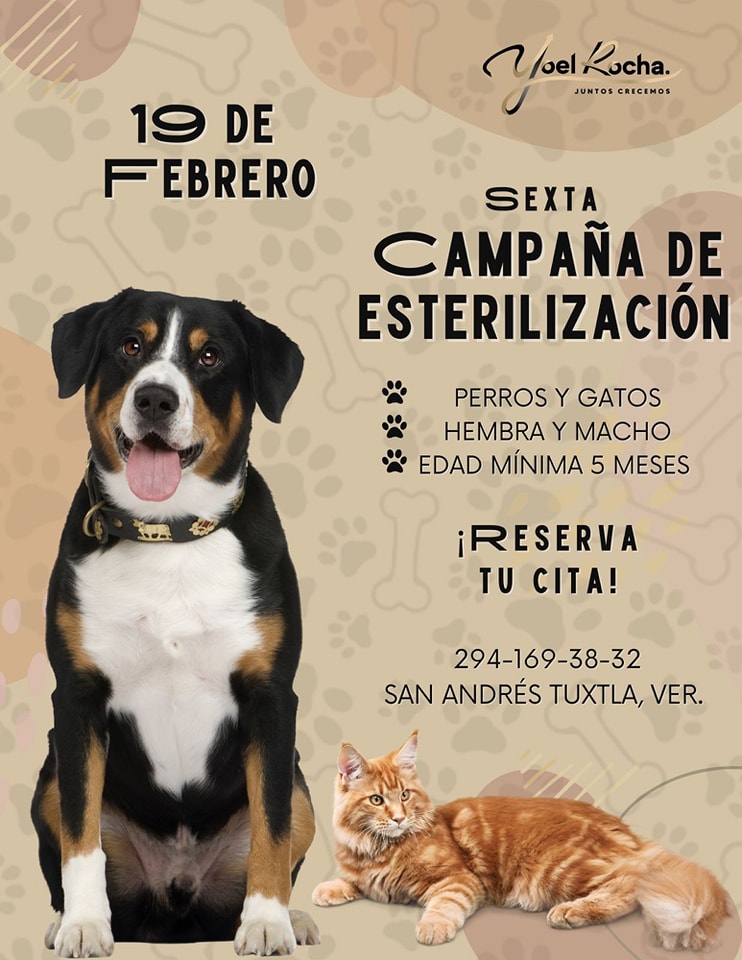 Yoel Rocha.
JUNTOS CRECEMOS
19 DE
FEBRERO
SEXTA
CAMPAÑA DE
ESTERILIZACIÓN
PERROS Y GATOS
HEMBRA Y MACHO
EDAD MÍNIMA 5 MESES
¡RESERVA
TU CITA!
294-169-38-32
SAN ANDRÉS TUXTLA, VER.